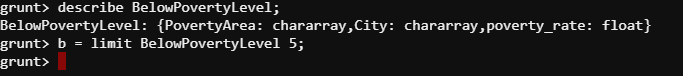 grunt> describe BelowPovertyLevel;
BelowPovertyLevel: {PovertyArea: chararray,City: chararray,poverty_rate: float}
grunt> b = limit BelowPovertyLevel 5;
grunt>